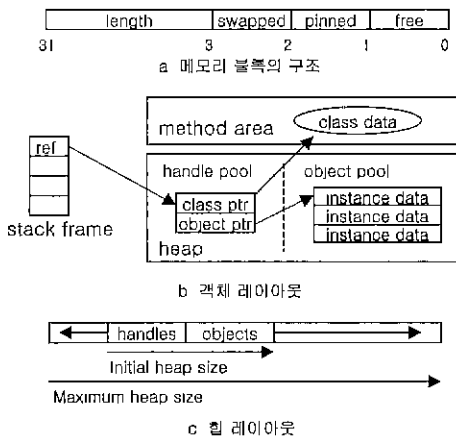 length swapped pinned free
31 3 2 1 0
a 메모리 블록의 구조
method area
class data
ref
stack frame
handle pool
object pool
class ptr
object ptr
instance data
instance data
instance data
heap
b 객체 레이아웃
handles objects
Initial heap size
Maximum heap size
c 힙 레이아웃